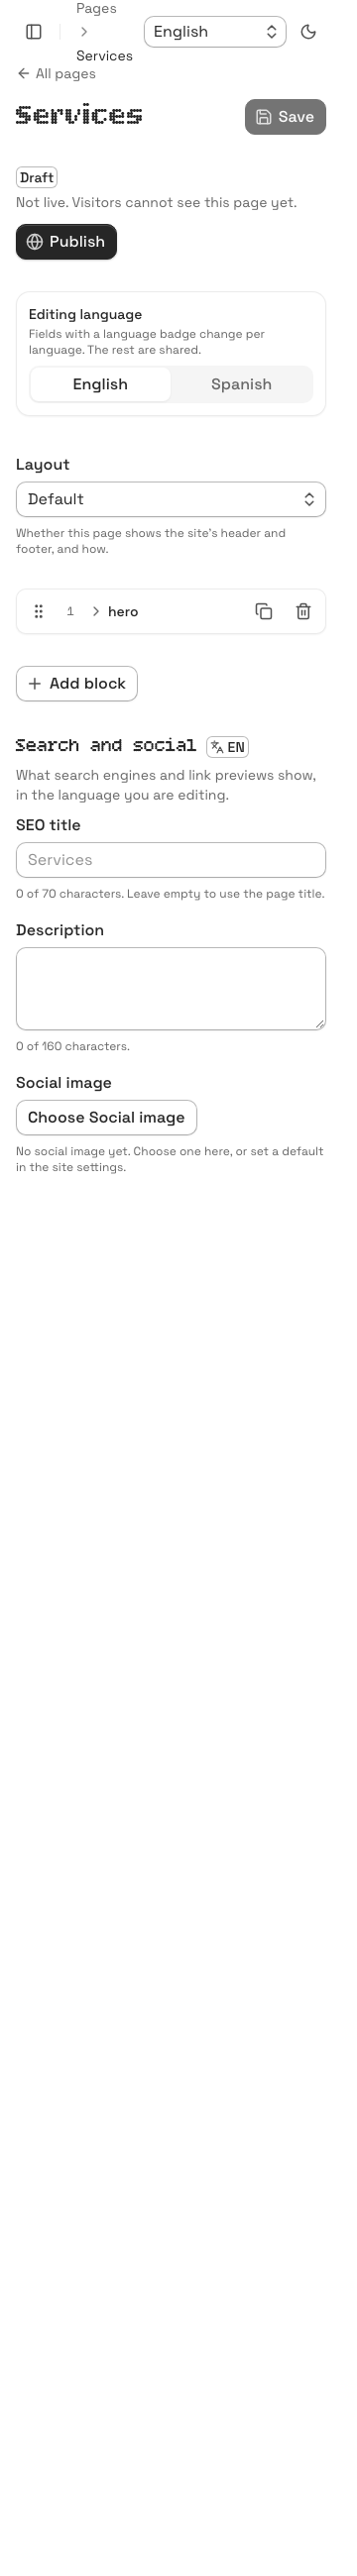 Pages
Services
English
All pages
Services
Save
Draft
Not live. Visitors cannot see this page yet.
Publish
Editing language
Fields with a language badge change per
language. The rest are shared.
English
Spanish
Layout
Default
Whether this page shows the site's header and
footer, and how.
1
hero
Add block
Search and social
EN
What search engines and link previews show,
in the language you are editing.
SEO title
Services
0 of 70 characters. Leave empty to use the page title.
Description
0 of 160 characters.
Social image
Choose Social image
No social image yet. Choose one here, or set a default
in the site settings.